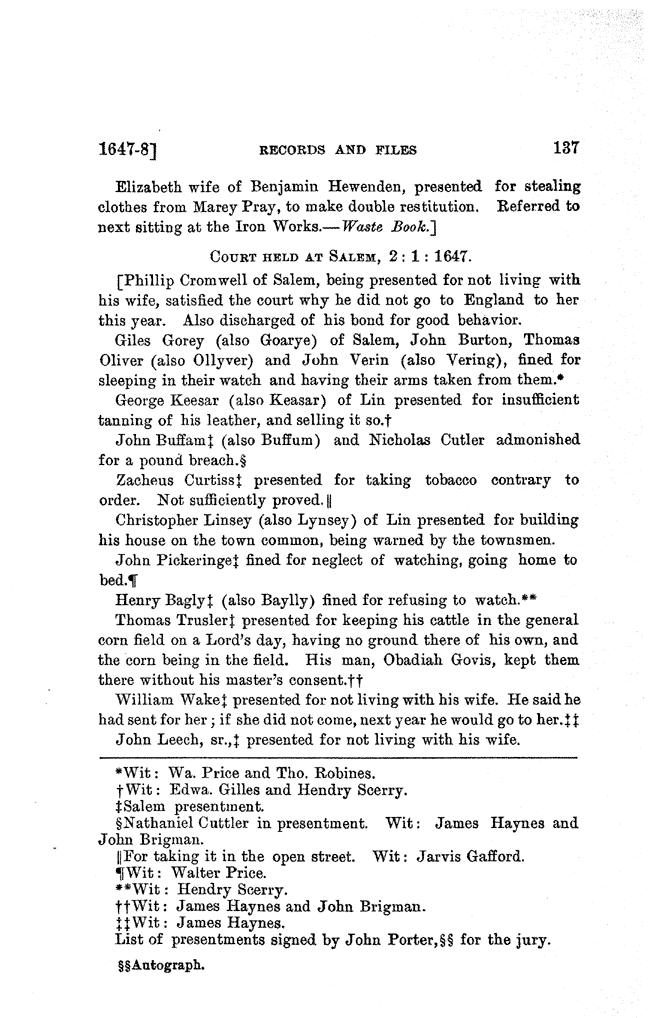 1647-8] RECORDS AND FILES 137
Elizabeth wife of Benjamin Hewenden, presented for stealing
clothes from Marey Pray, to make double restitution. Referred to
next sitting at the Iron Works.—Waste Book.]
COURT HELD AT SALEM, 2 : 1 : 1647.
[Phillip Cromwell of Salem, being presented for not living with
his wife, satisfied the court why he did not go to England to her
this year. Also discharged of his bond for good behavior.
Giles Gorey (also Goarye) of Salem, John Burton, Thomas
Oliver (also Ollyver) and John Verin (also Vering), fined for
sleeping in their watch and having their arms taken from them.*
George Keesar (also Keasar) of Lin presented for insufficient
tanning of his leather, and selling it so.†
John Buffam‡ (also Buffum) and Nicholas Cutler admonished
for a pound breach.§
Zacheus Curtiss‡ presented for taking tobacco contrary to
order. Not sufficiently proved.‖
Christopher Linsey (also Lynsey) of Lin presented for building
his house on the town common, being warned by the townsmen.
John Pickeringe‡ fined for neglect of watching, going home to
bed.¶
Henry Bagly‡ (also Baylly) fined for refusing to watch.**
Thomas Trusler‡ presented for keeping his cattle in the general
corn field on a Lord's day, having no ground there of his own, and
the corn being in the field. His man, Obadiah Govis, kept them
there without his master's consent.††
William Wake‡ presented for not living with his wife. He said he
had sent for her; if she did not come, next year he would go to her.‡‡
John Leech, sr.,‡ presented for not living with his wife.
*Wit: Wa. Price and Tho. Robines.
†Wit: Edwa. Gilles and Hendry Scerry.
‡Salem presentment.
§Nathaniel Cuttler in presentment. Wit: James Haynes and
John Brigman.
‖For taking it in the open street. Wit: Jarvis Gafford.
¶Wit: Walter Price.
**Wit: Hendry Scerry.
††Wit: James Haynes and John Brigman.
‡‡Wit: James Haynes.
List of presentments signed by John Porter,§§ for the jury.
§§Autograph.